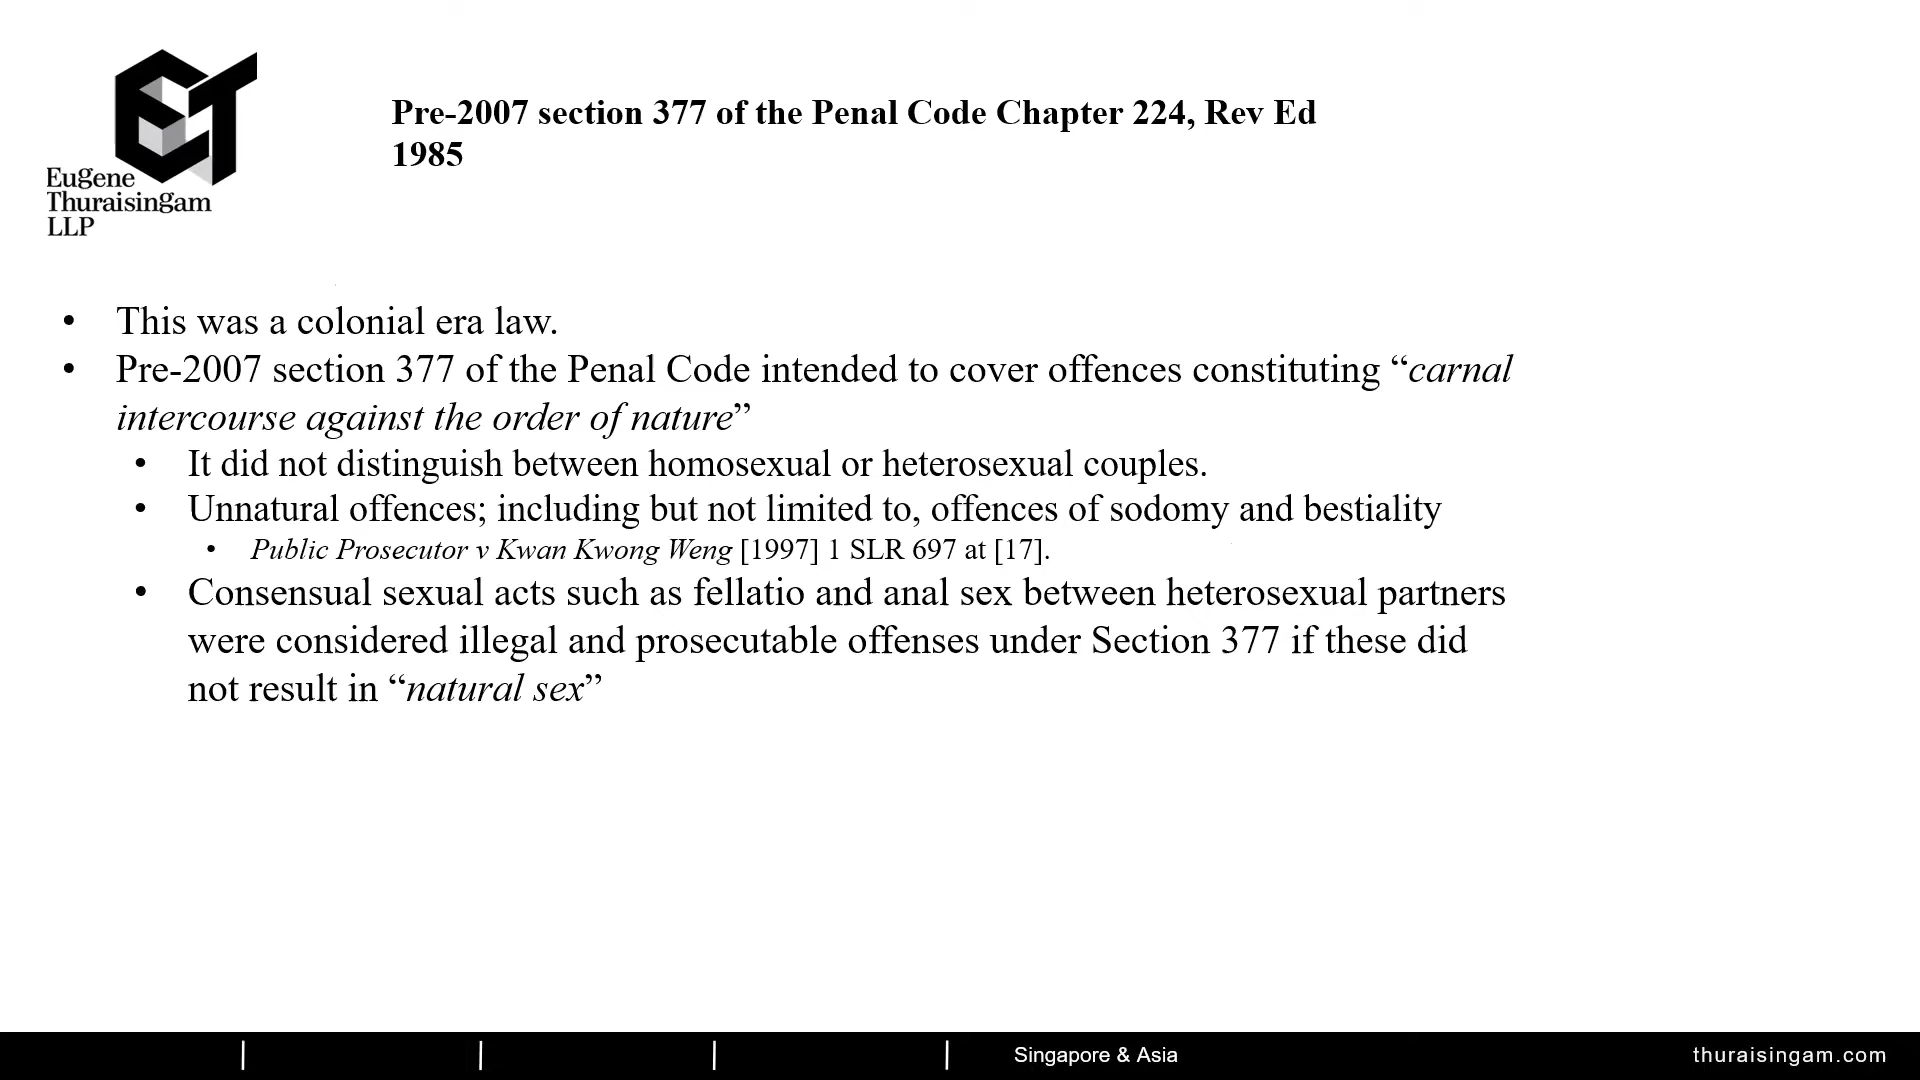 ET
Eugene
Thuraisingam
LLP
Pre-2007 section 377 of the Penal Code Chapter 224, Rev Ed
1985
• This was a colonial era law.
• Pre-2007 section 377 of the Penal Code intended to cover offences constituting “carnal
intercourse against the order of nature”
• It did not distinguish between homosexual or heterosexual couples.
• Unnatural offences; including but not limited to, offences of sodomy and bestiality
• Public Prosecutor v Kwan Kwong Weng [1997] 1 SLR 697 at [17].
• Consensual sexual acts such as fellatio and anal sex between heterosexual partners
were considered illegal and prosecutable offenses under Section 377 if these did
not result in “natural sex”
Singapore & Asia
thuraisingam.com